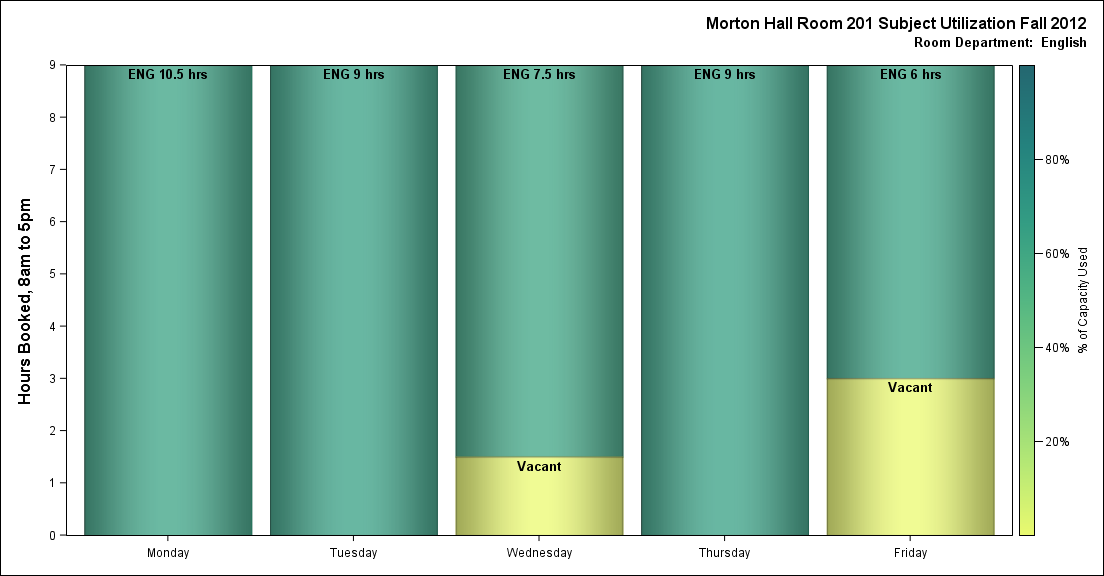 Morton Hall Room 201 Subject Utilization Fall 2012
Room Department:  English
Hours Booked, 8am to 5pm
9
8
7
6
5
4
3
2
1
0
ENG 10.5 hrs
ENG 9 hrs
ENG 7.5 hrs
ENG 9 hrs
ENG 6 hrs
Vacant
Vacant
Monday
Tuesday
Wednesday
Thursday
Friday
80%
60%
40%
20%
% of Capacity Used